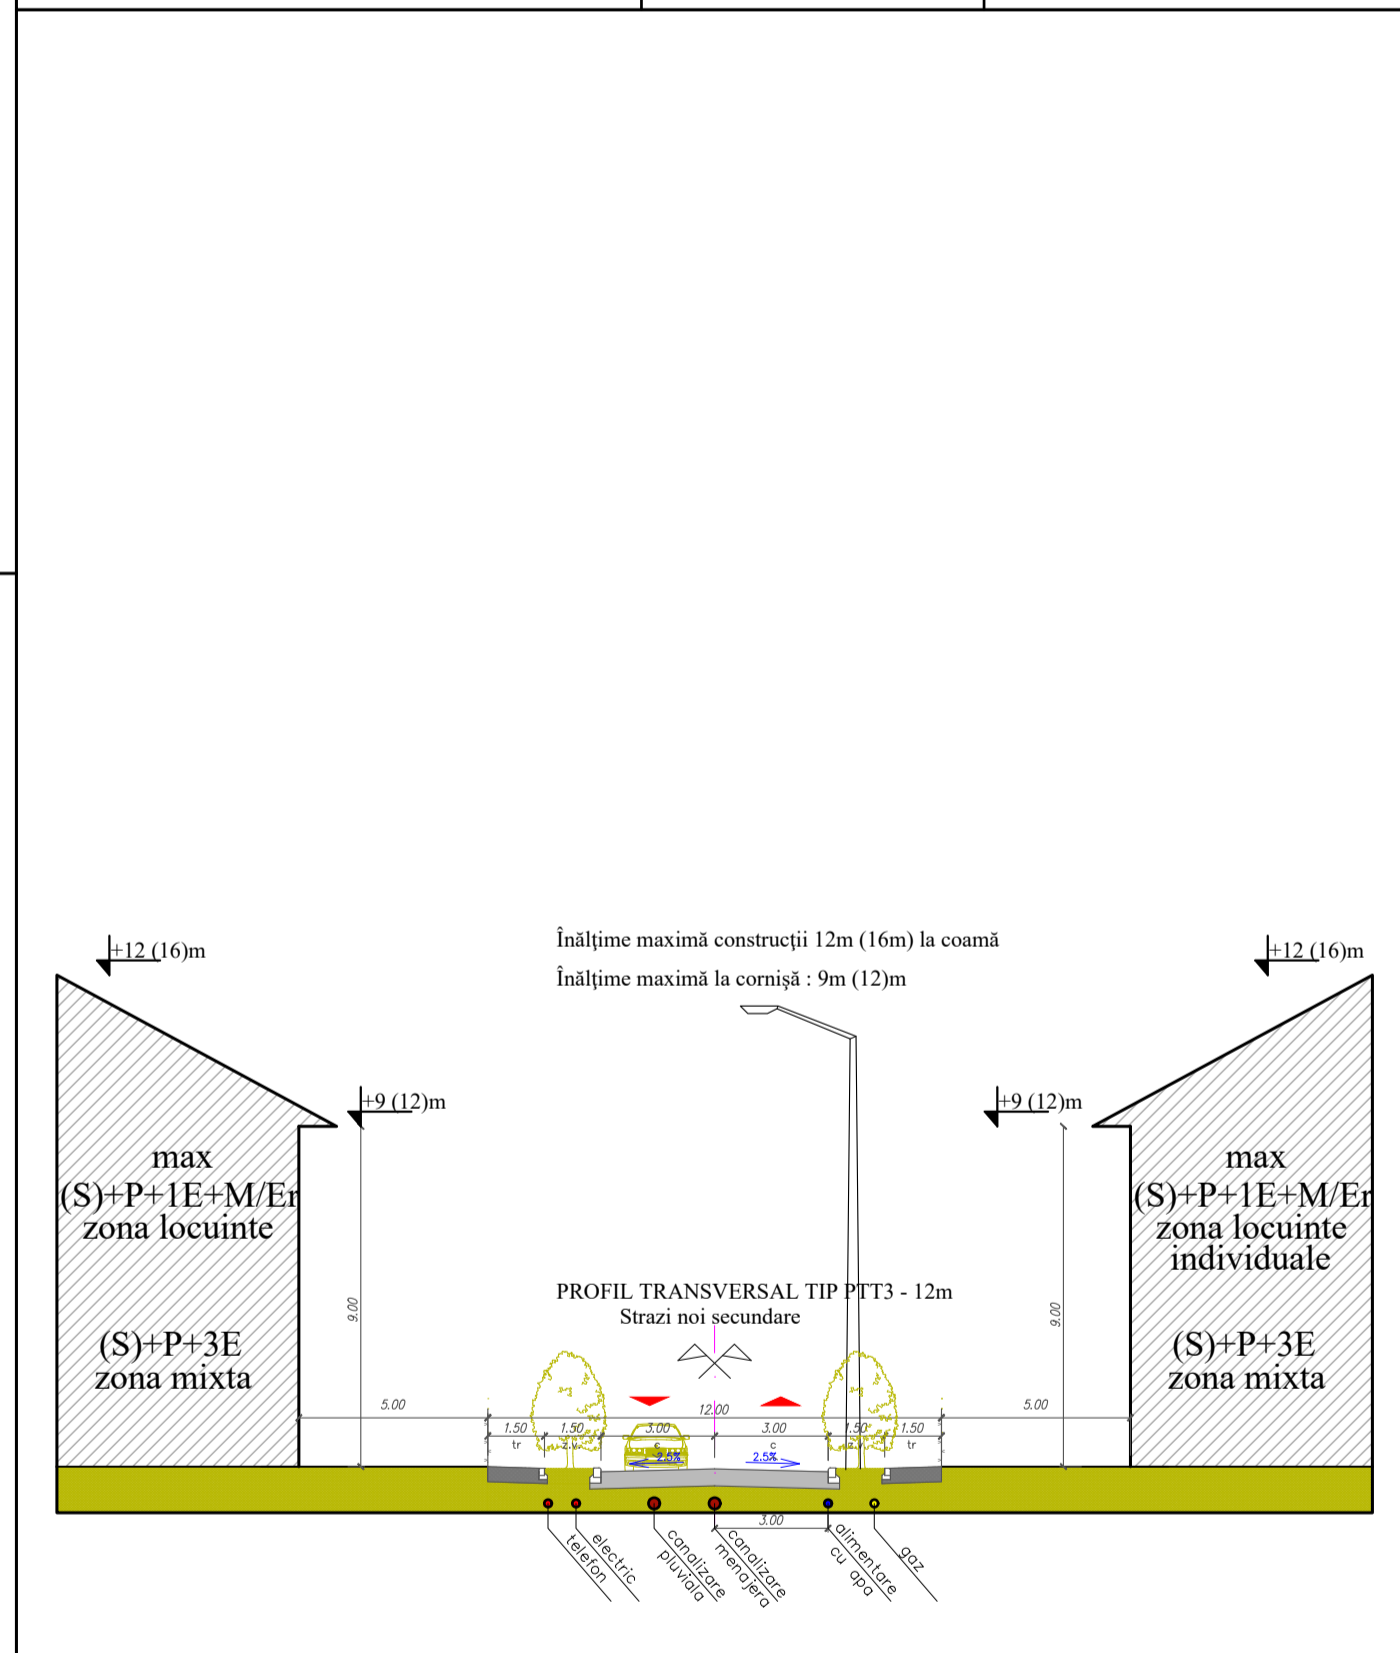 Înălţime maximă construcţii 12m (16m) la coamă
Înălţime maximă la cornişă : 9m (12)m
+12 (16)m
+12 (16)m
+9 (12)m
+9 (12)m
max
(S)+P+1E+M/Er
zona locuinte
(S)+P+3E
zona mixta
max
(S)+P+1E+M/Er
zona locuinte
individuale
(S)+P+3E
zona mixta
9.00
9.00
PROFIL TRANSVERSAL TIP PTT3 - 12m
Strazi noi secundare
5.00
12.00
5.00
1.50
1.50
3.00
3.00
1.50
1.50
tr
z.v.
c
c
z.v.
tr
2.5%
2.5%
3.00
telefon
electric
canalizare
pluviala
canalizare
menajera
alimentare
cu apa
gaz